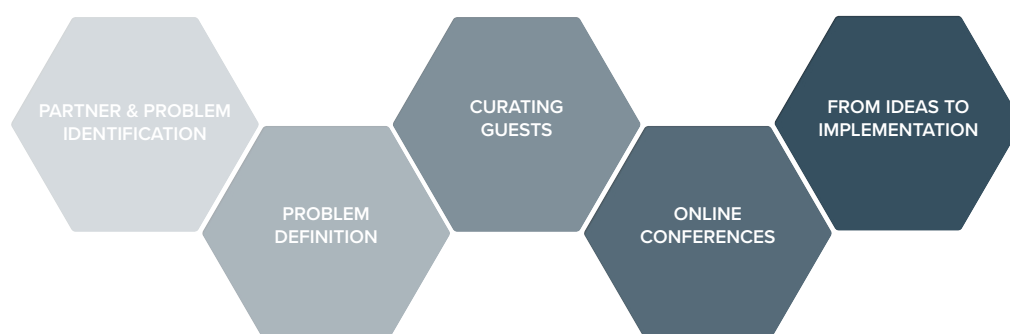 PARTNER & PROBLEM
IDENTIFICATION
PROBLEM
DEFINITION
CURATING
GUESTS
ONLINE
CONFERENCES
FROM IDEAS TO
IMPLEMENTATION